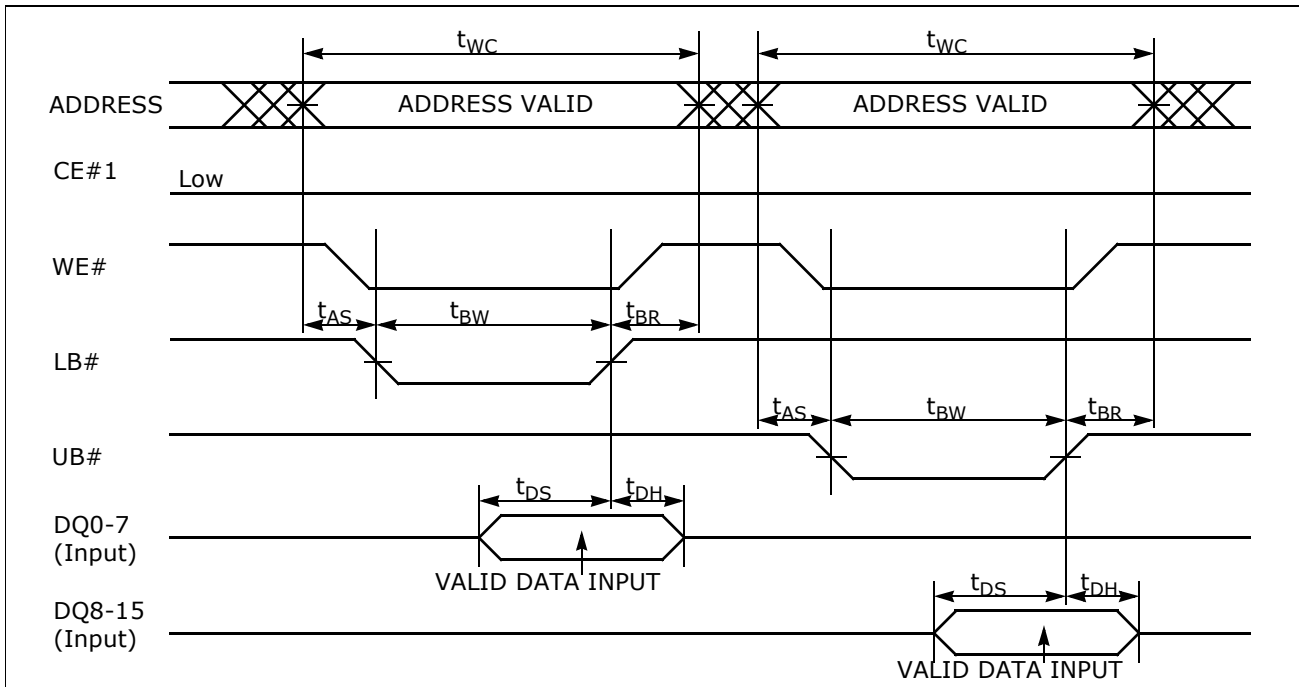 tWC tWC
ADDRESS ADDRESS VALID ADDRESS VALID
CE#1 Low
WE#
tAS tBW tBR
LB#
tAS tBW tBR
UB#
tDS tDH
DQ0-7
(Input)
VALID DATA INPUT
tDS tDH
DQ8-15
(Input)
VALID DATA INPUT